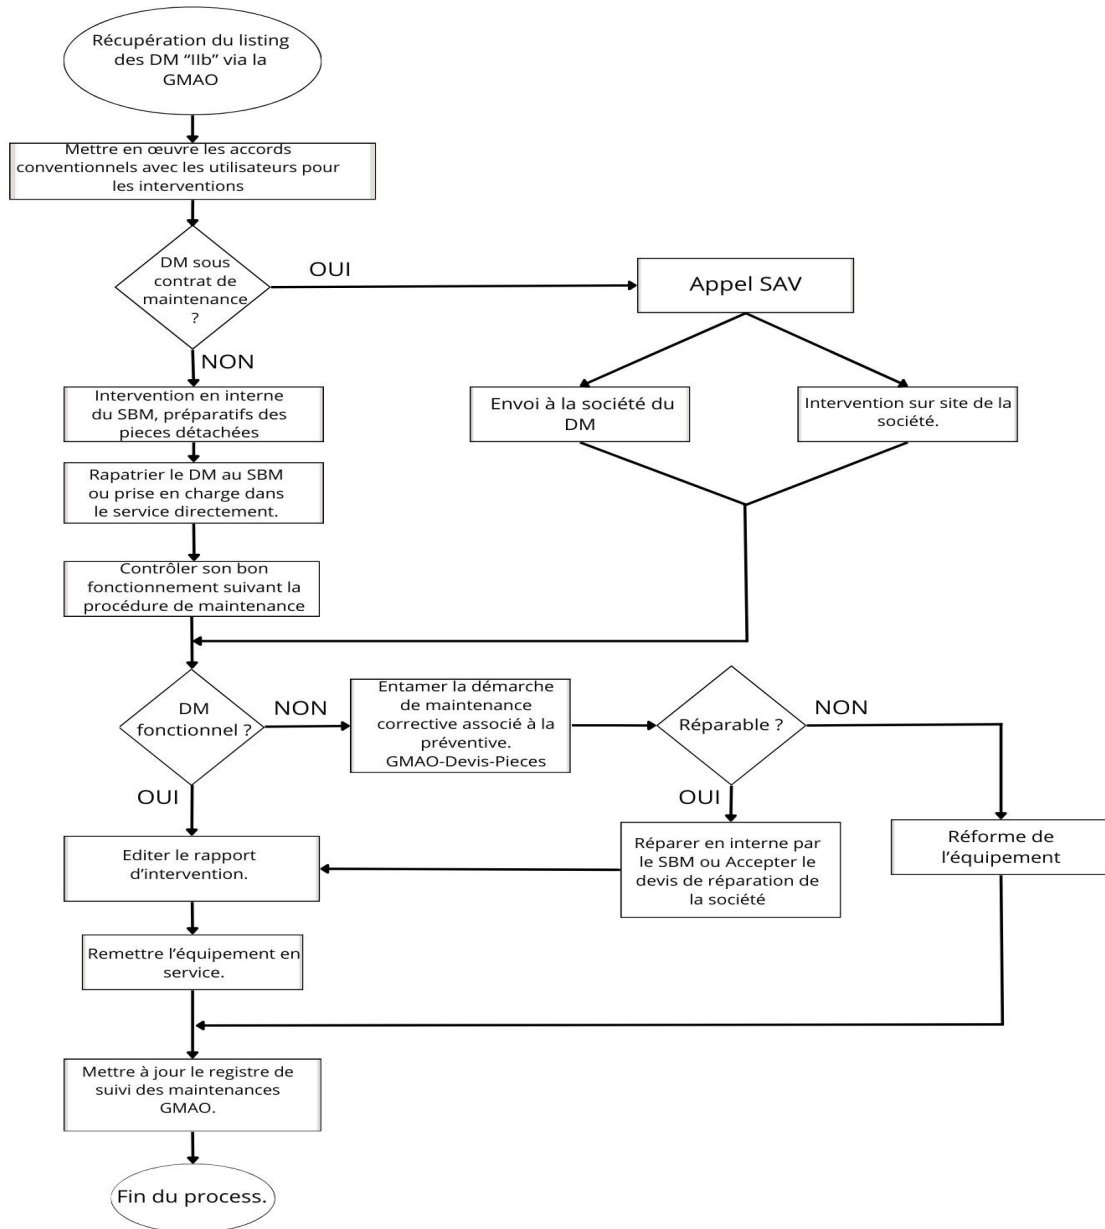 Récupération du listing
des DM “IIb” via la
GMAO
Mettre en œuvre les accords
conventionnels avec les utilisateurs pour
les interventions
DM sous
contrat de
maintenance
?
OUI
Appel SAV
NON
Intervention en interne
du SBM, préparatifs des
pieces détachées
Envoi à la société du
DM
Intervention sur site de la
société.
Rapatrier le DM au SBM
ou prise en charge dans
le service directement.
Contrôler son bon
fonctionnement suivant la
procédure de maintenance
DM
fonctionnel ?
NON
Entamer la démarche
de maintenance
corrective associé à la
préventive.
GMAO-Devis-Pieces
Réparable ?
NON
OUI
OUI
Editer le rapport
d’intervention.
Réparer en interne par
le SBM ou Accepter le
devis de réparation de
la société
Réforme de
l’équipement
Remettre l’équipement en
service.
Mettre à jour le registre de
suivi des maintenances
GMAO.
Fin du process.